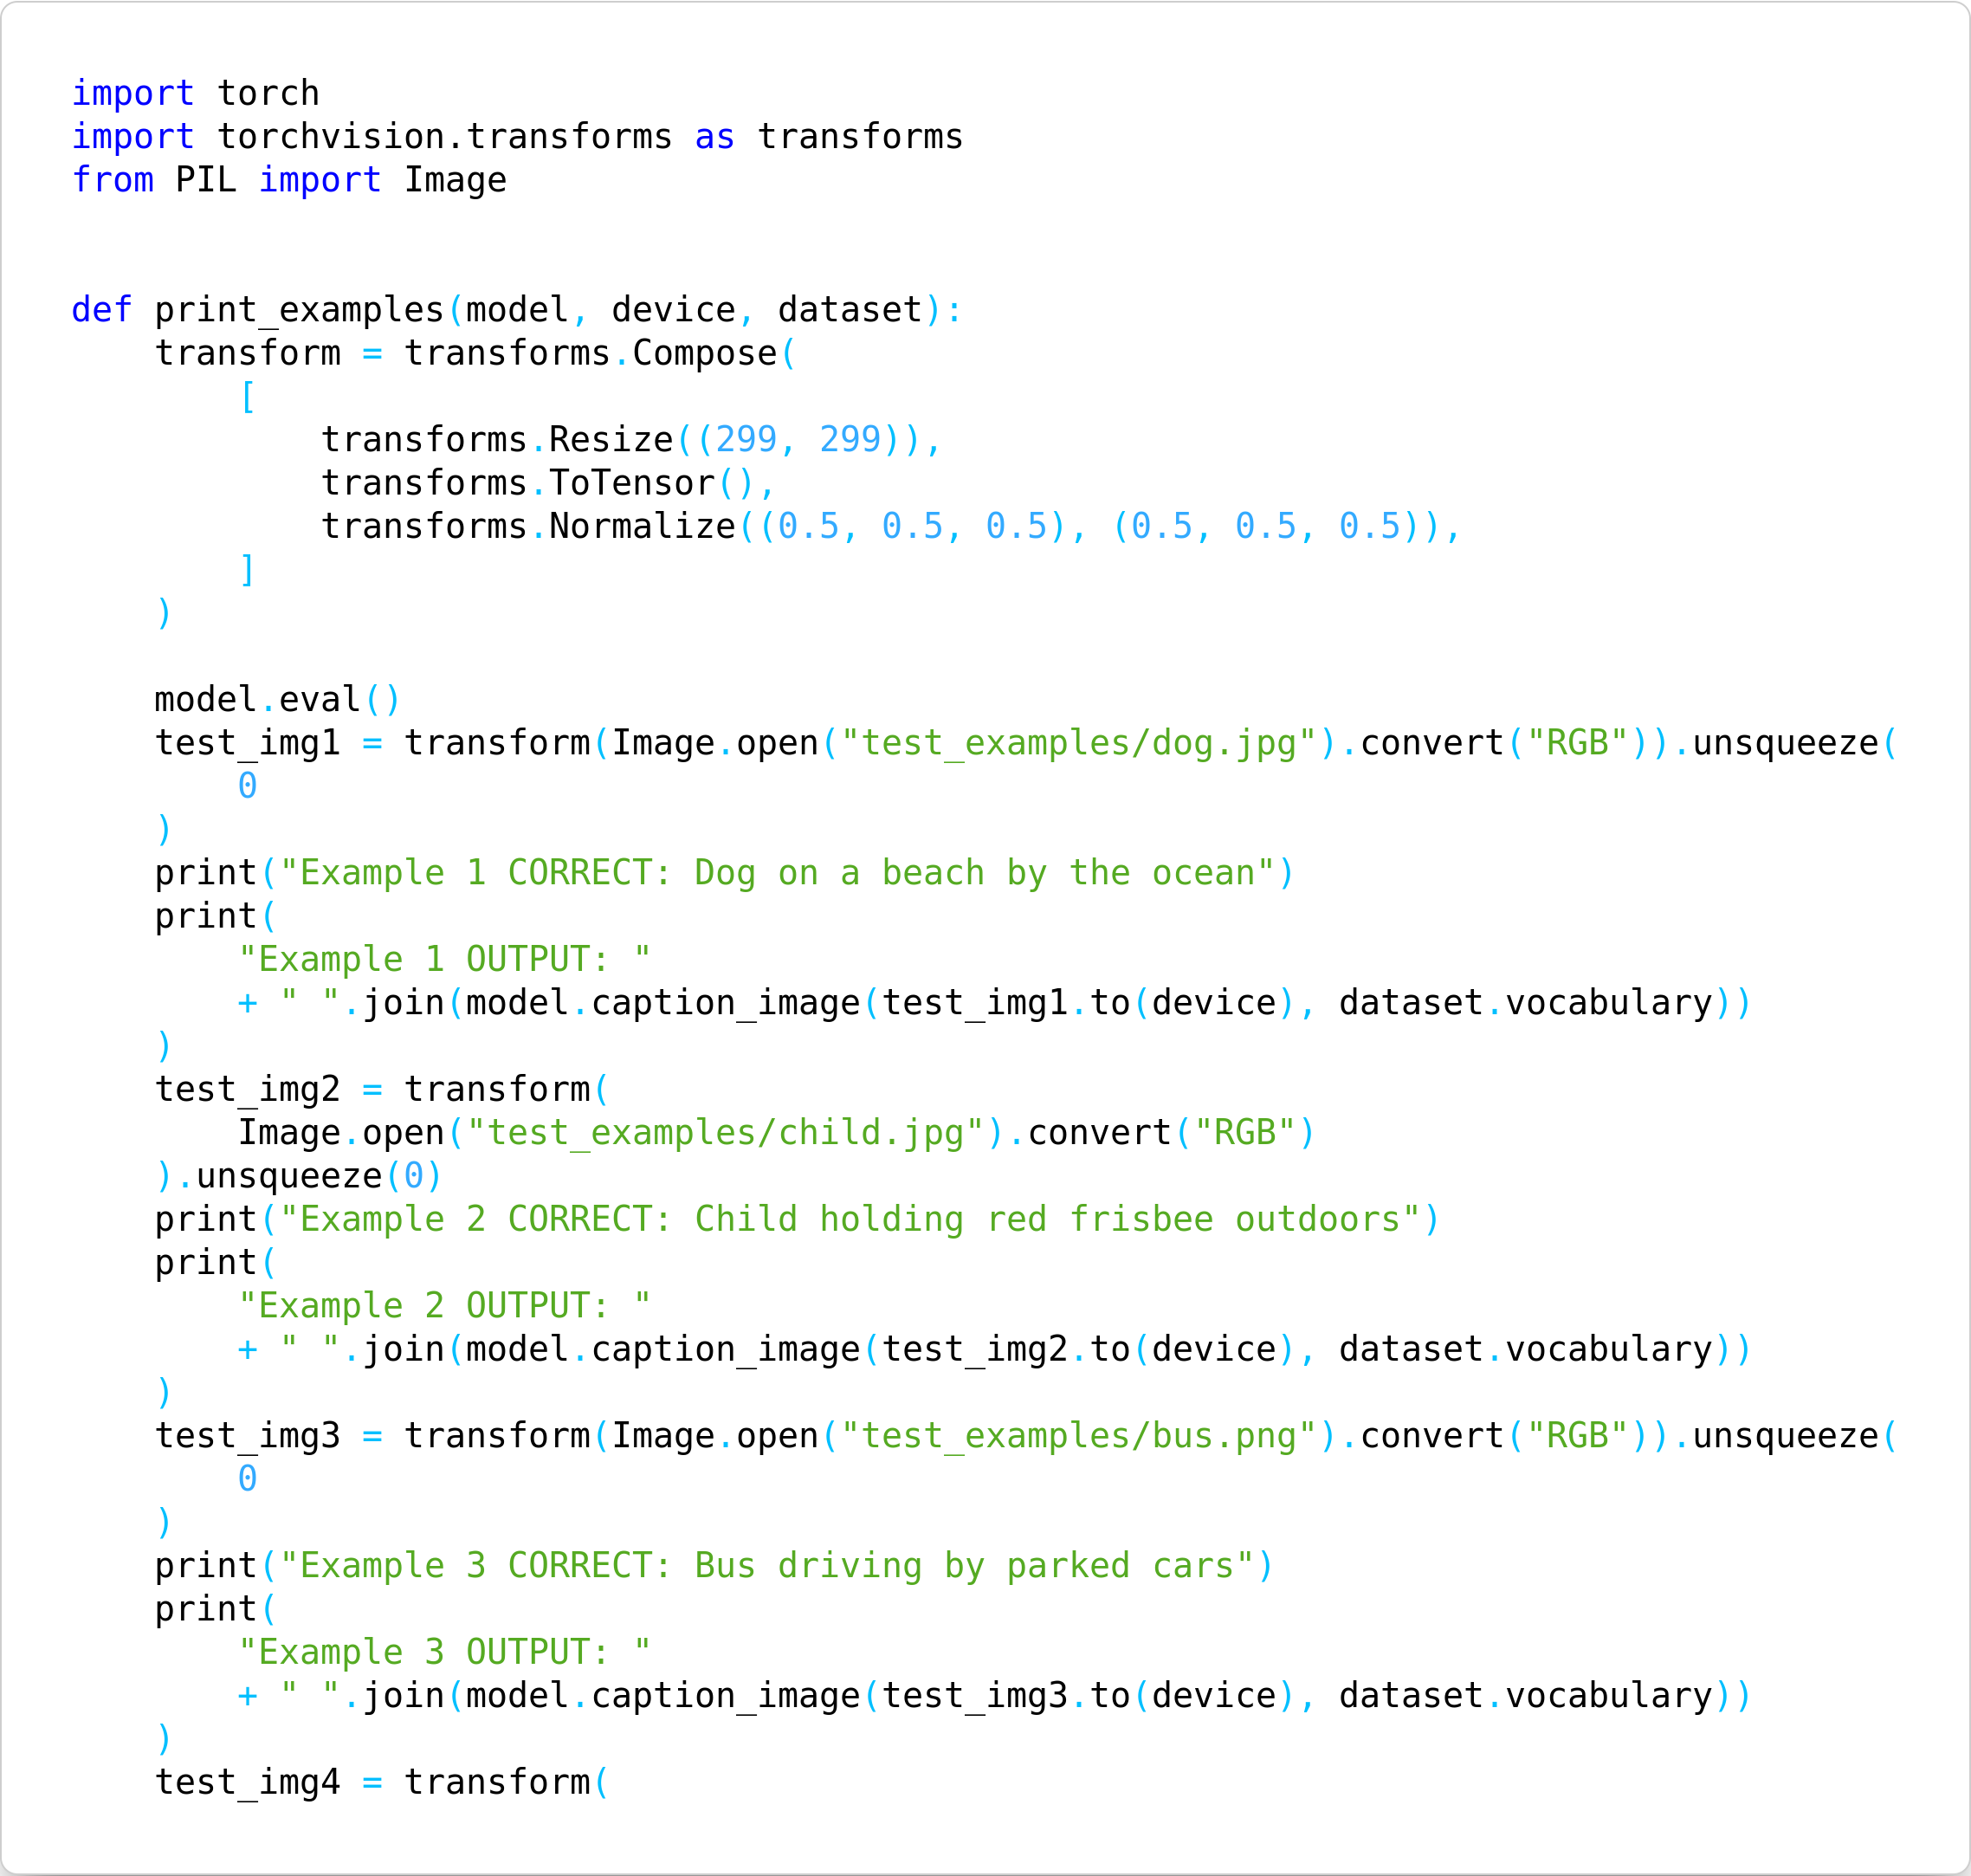 import torch
import torchvision.transforms as transforms
from PIL import Image


def print_examples(model, device, dataset):
    transform = transforms.Compose(
        [
            transforms.Resize((299, 299)),
            transforms.ToTensor(),
            transforms.Normalize((0.5, 0.5, 0.5), (0.5, 0.5, 0.5)),
        ]
    )

    model.eval()
    test_img1 = transform(Image.open("test_examples/dog.jpg").convert("RGB")).unsqueeze(
        0
    )
    print("Example 1 CORRECT: Dog on a beach by the ocean")
    print(
        "Example 1 OUTPUT: "
        + " ".join(model.caption_image(test_img1.to(device), dataset.vocabulary))
    )
    test_img2 = transform(
        Image.open("test_examples/child.jpg").convert("RGB")
    ).unsqueeze(0)
    print("Example 2 CORRECT: Child holding red frisbee outdoors")
    print(
        "Example 2 OUTPUT: "
        + " ".join(model.caption_image(test_img2.to(device), dataset.vocabulary))
    )
    test_img3 = transform(Image.open("test_examples/bus.png").convert("RGB")).unsqueeze(
        0
    )
    print("Example 3 CORRECT: Bus driving by parked cars")
    print(
        "Example 3 OUTPUT: "
        + " ".join(model.caption_image(test_img3.to(device), dataset.vocabulary))
    )
    test_img4 = transform(